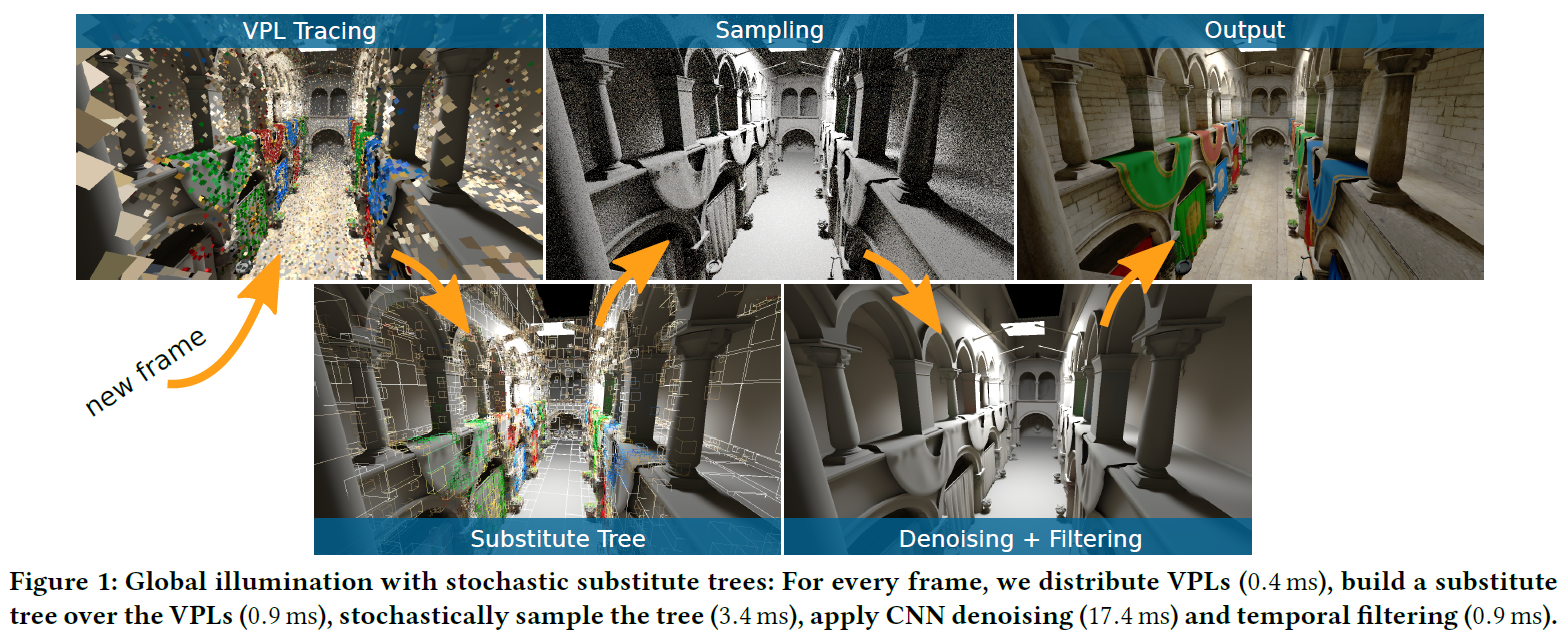 VPL Tracing
Sampling
Output
new frame
Substitute Tree
Denoising + Filtering
Figure 1: Global illumination with stochastic substitute trees: For every frame, we distribute VPLs (0.4 ms), build a substitute
tree over the VPLs (0.9 ms), stochastically sample the tree (3.4 ms), apply CNN denoising (17.4 ms) and temporal filtering (0.9 ms).